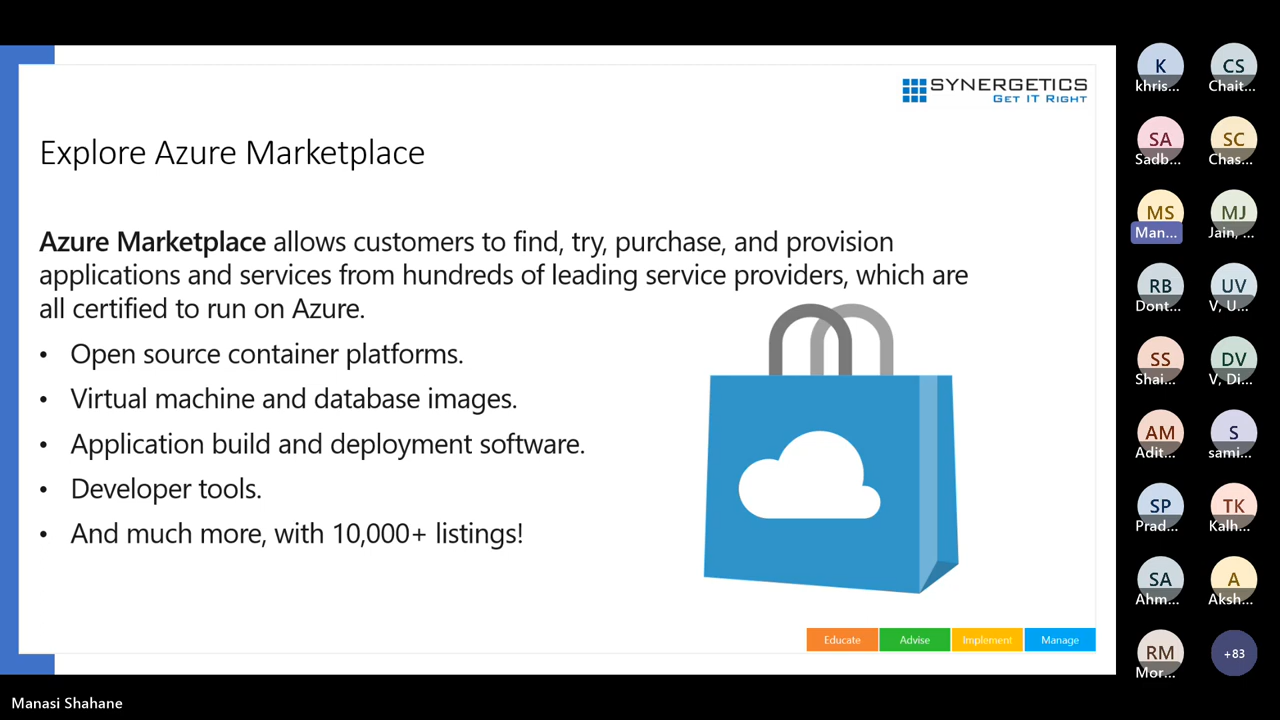 SYNERGETICS
GET IT RIGHT
Explore Azure Marketplace
Azure Marketplace allows customers to find, try, purchase, and provision
applications and services from hundreds of leading service providers, which are
all certified to run on Azure.
• Open source container platforms.
• Virtual machine and database images.
• Application build and deployment software.
• Developer tools.
• And much more, with 10,000+ listings!
Educate Advise Implement Manage
Manasi Shahane
K CS
khris... Chait...
SA SC
Sadb... Chas...
MS MJ
Man... Jain, ...
RB UV
Dont... V, U...
SS DV
Shai... V, Di...
AM S
Adit... sami...
SP TK
Prad... Kalh...
SA A
Ahm... Aksh...
RM +83
Mor...